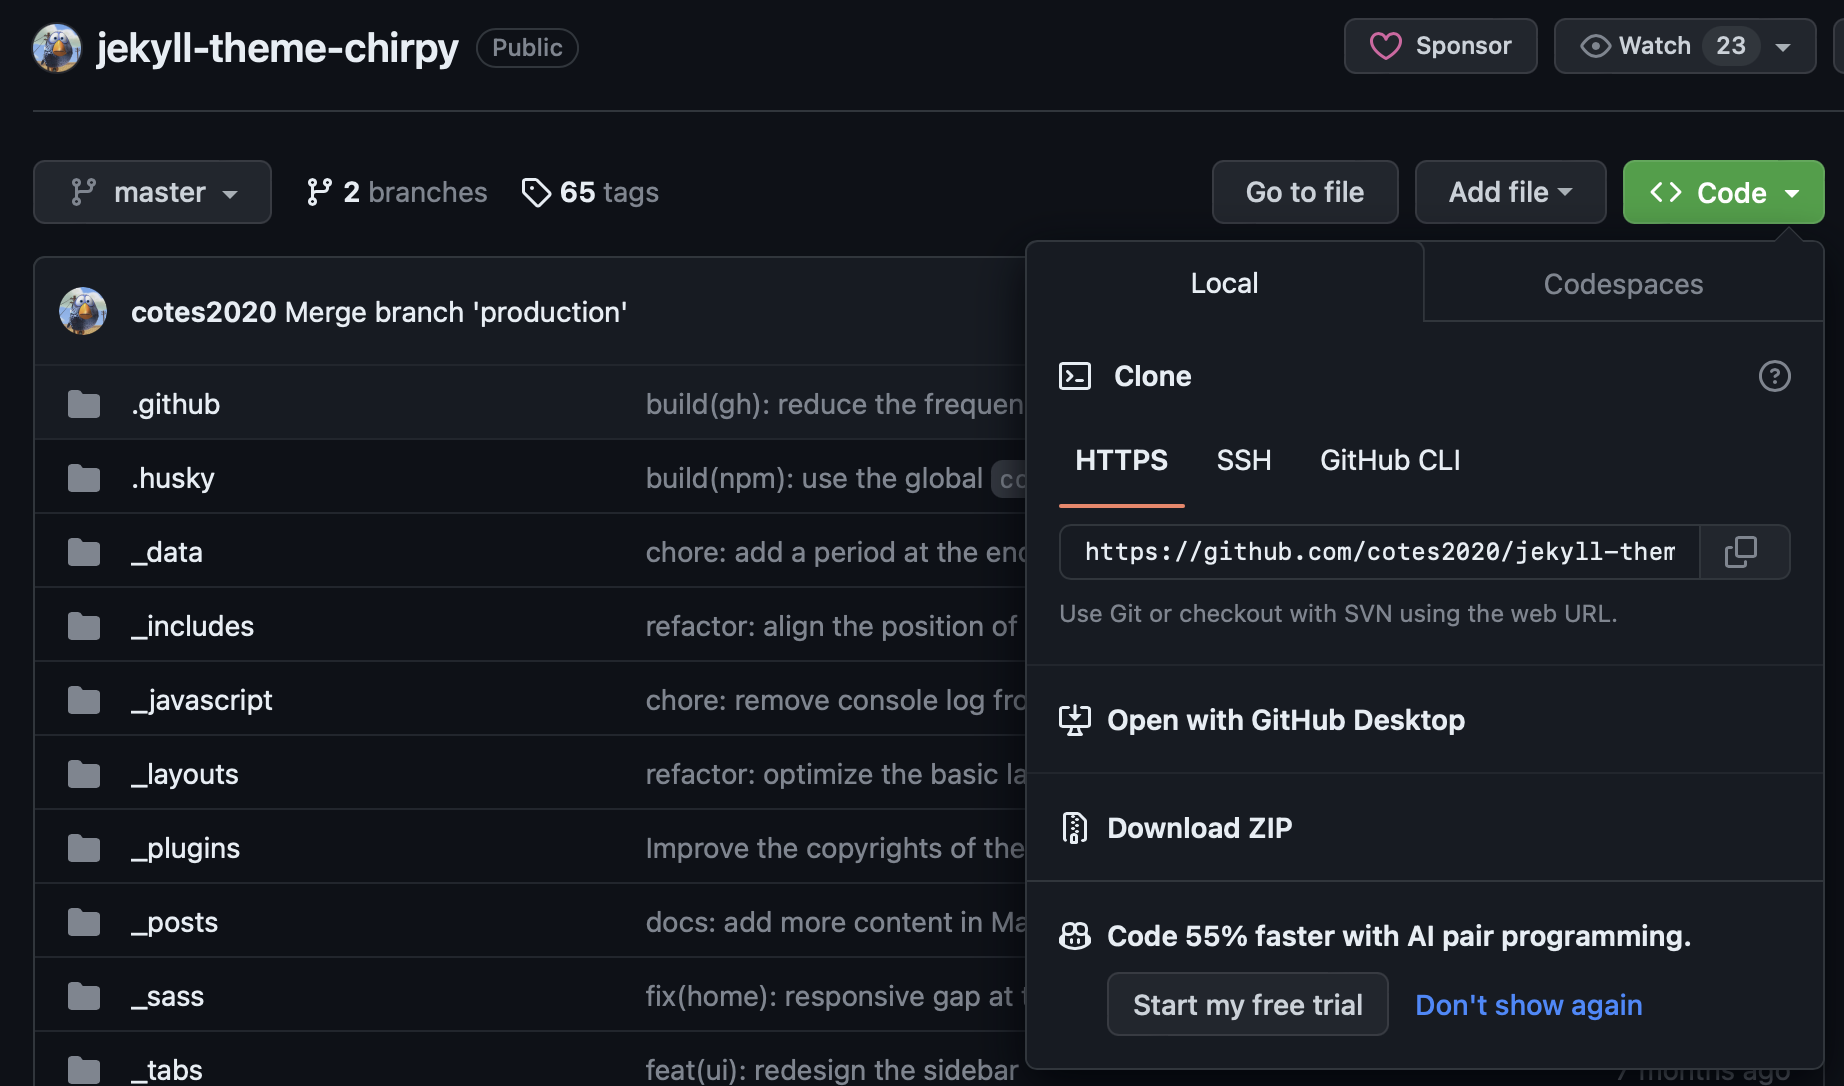 jekyll-theme-chirpy Public Sponsor Watch 23
master 2 branches 65 tags Go to file Add file Code
cotes2020 Merge branch 'production'
.github build(gh): reduce the frequen
.husky build(npm): use the global co
_data chore: add a period at the end
_includes refactor: align the position of
_javascript chore: remove console log fro
_layouts refactor: optimize the basic la
_plugins Improve the copyrights of the
_posts docs: add more content in Ma
_sass fix(home): responsive gap at t
_tabs feat(ui): redesign the sidebar 7 months ago
Local Codespaces
Clone
HTTPS SSH GitHub CLI
https://github.com/cotes2020/jekyll-them
Use Git or checkout with SVN using the web URL.
Open with GitHub Desktop
Download ZIP
Code 55% faster with AI pair programming.
Start my free trial Don't show again